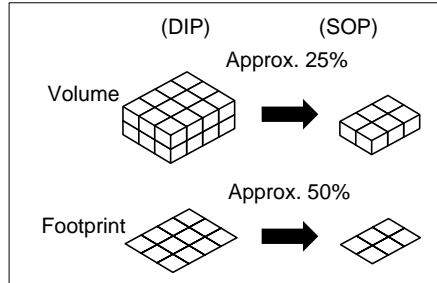 (DIP) (SOP)
Approx. 25%
Volume
Approx. 50%
Footprint